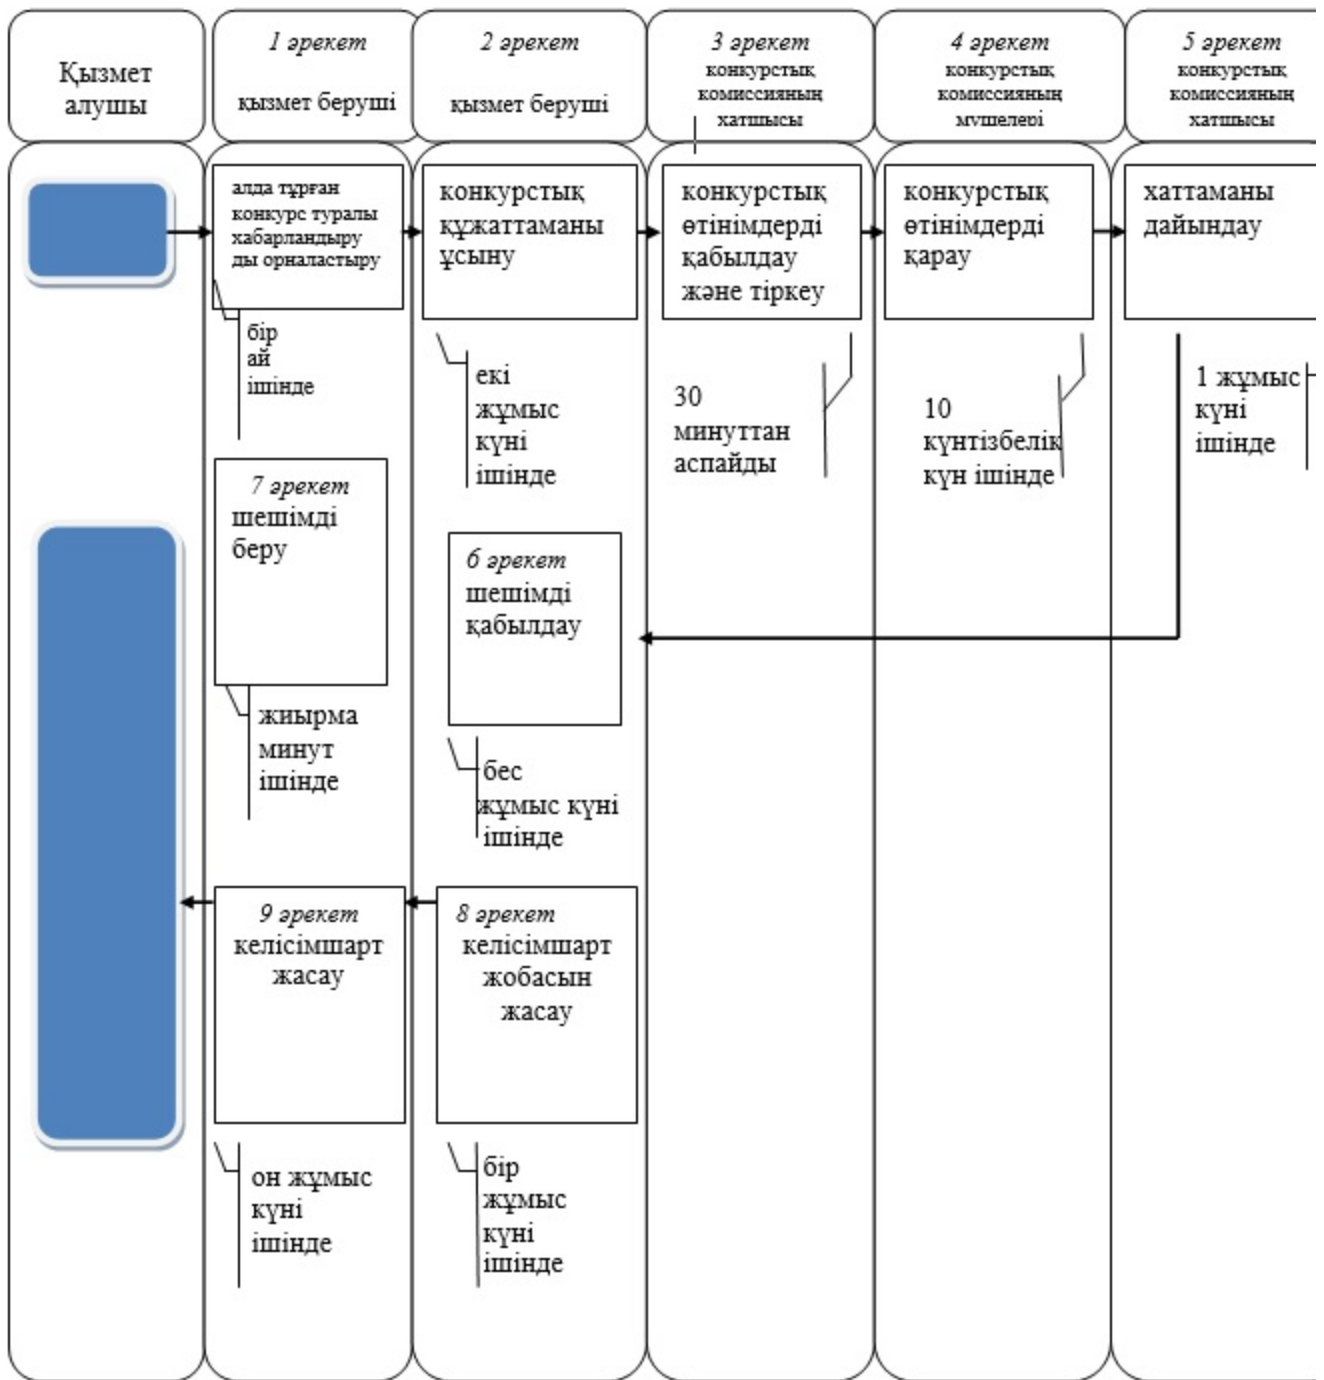 Қызмет
алушы
1 әрекет
қызмет беруші
2 әрекет
қызмет беруші
3 әрекет
конкурстық
комиссияның
хатшысы
4 әрекет
конкурстық
комиссияның
мүшелері
5 әрекет
конкурстық
комиссияның
хатшысы
алда тұрған
конкурс туралы
хабарландыру
ды орналастыру
конкурстық
құжаттаманы
ұсыну
конкурстық
өтінімдерді
қабылдау
және тіркеу
конкурстық
өтінімдерді
қарау
хаттаманы
дайындау
бір
ай
ішінде
екі
жұмыс
күні
ішінде
30
минуттан
аспайды
10
күнтізбелік
күн ішінде
1 жұмыс
күні
ішінде
7 әрекет
шешімді
беру
6 әрекет
шешімді
қабылдау
жиырма
минут
ішінде
бес
жұмыс күні
ішінде
9 әрекет
келісімшарт
жасау
8 әрекет
келісімшарт
жобасын
жасау
он жұмыс
күні
ішінде
бір
жұмыс
күні
ішінде